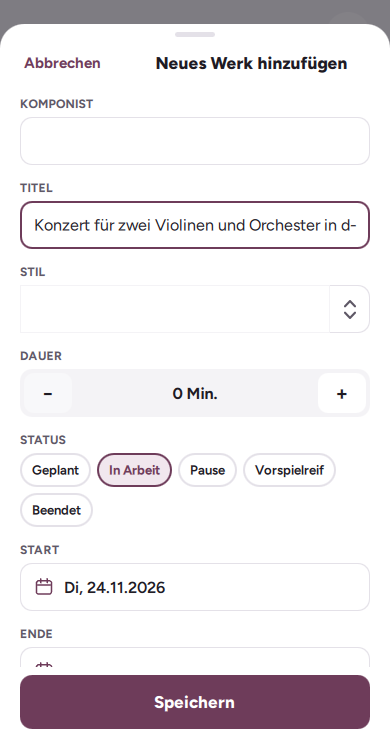 Abbrechen Neues Werk hinzufügen
KOMPONIST
TITEL
Konzert für zwei Violinen und Orchester in d-
STIL
DAUER
− 0 Min. +
STATUS
Geplant In Arbeit Pause Vorspielreif
Beendet
START
Di, 24.11.2026
ENDE
Speichern